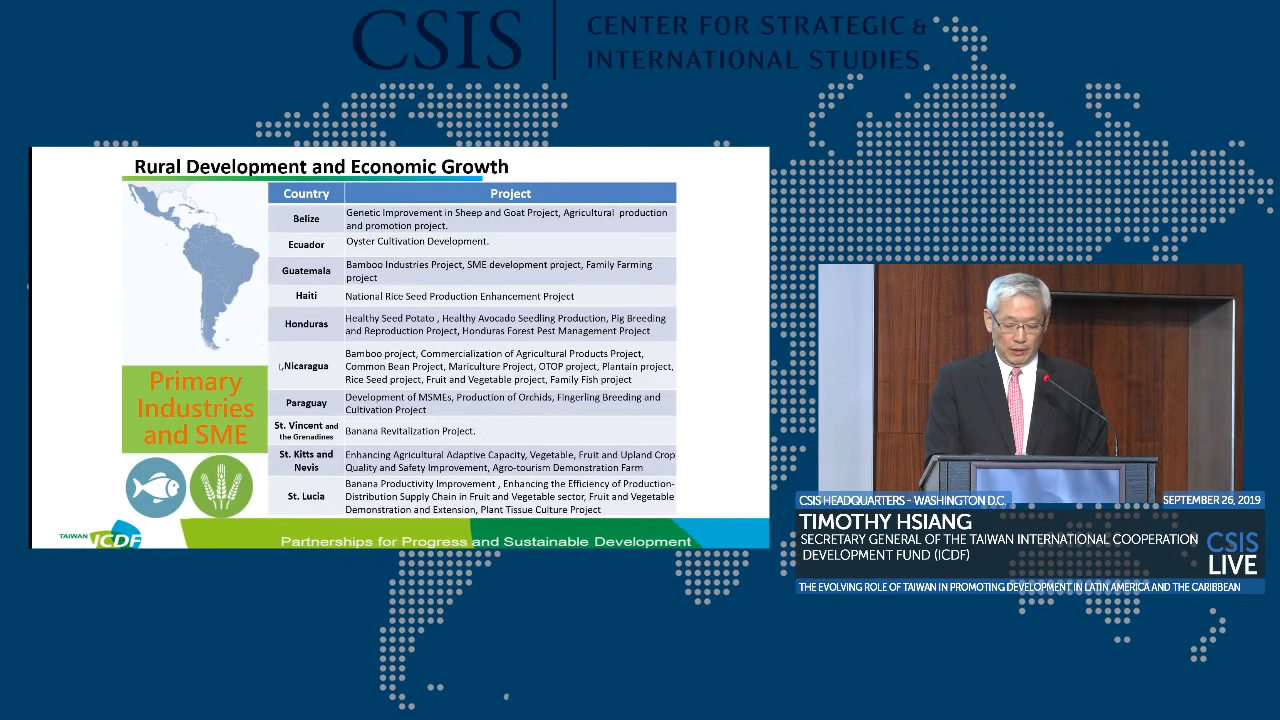 CSIS
CENTER FOR STRATEGIC &
INTERNATIONAL STUDIES
Rural Development and Economic Growth
Country Project
Belize Genetic Improvement in Sheep and Goat Project, Agricultural production
and promotion project.
Ecuador Oyster Cultivation Development.
Guatemala Bamboo Industries Project, SME development project, Family Farming
project
Haiti National Rice Seed Production Enhancement Project
Honduras Healthy Seed Potato , Healthy Avocado Seedling Production, Pig Breeding
and Reproduction Project, Honduras Forest Pest Management Project
Nicaragua Bamboo project, Commercialization of Agricultural Products Project,
Common Bean Project, Mariculture Project, OTOP project, Plantain project,
Rice Seed project, Fruit and Vegetable project, Family Fish project
Paraguay Development of MSMEs, Production of Orchids, Fingerling Breeding and
Cultivation Project
St. Vincent and
the Grenadines Banana Revitalization Project.
St. Kitts and
Nevis Enhancing Agricultural Adaptive Capacity, Vegetable, Fruit and Upland Crop
Quality and Safety Improvement, Agro-tourism Demonstration Farm
St. Lucia Banana Productivity Improvement , Enhancing the Efficiency of Production-
Distribution Supply Chain in Fruit and Vegetable sector, Fruit and Vegetable
Demonstration and Extension, Plant Tissue Culture Project
Primary
Industries
and SME
TAIWAN ICDF
Partnerships for Progress and Sustainable Development
CSIS HEADQUARTERS - WASHINGTON D.C. SEPTEMBER 26, 2019
TIMOTHY HSIANG
SECRETARY GENERAL OF THE TAIWAN INTERNATIONAL COOPERATION
DEVELOPMENT FUND (ICDF)
CSIS
LIVE
THE EVOLVING ROLE OF TAIWAN IN PROMOTING DEVELOPMENT IN LATIN AMERICA AND THE CARIBBEAN